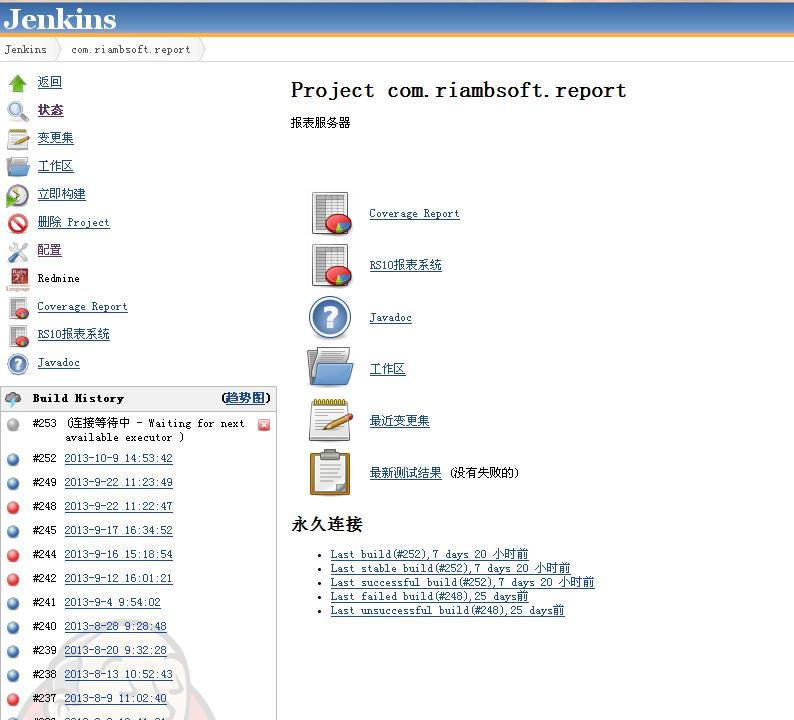 Jenkins
Jenkins
com.riambsoft.report
返回
状态
变更集
工作区
立即构建
删除 Project
配置
Redmine
Coverage Report
RS10报表系统
Javadoc
Build History (趋势图)
#253 (连接等待中 - Waiting for next
available executor )
#252 2013-10-9 14:53:42
#249 2013-9-22 11:23:49
#248 2013-9-22 11:22:47
#245 2013-9-17 16:34:52
#244 2013-9-16 15:18:54
#242 2013-9-12 16:01:21
#241 2013-9-4 9:54:02
#240 2013-8-28 9:28:48
#239 2013-8-20 9:32:28
#238 2013-8-13 10:52:43
#237 2013-8-9 11:02:40
Project com.riambsoft.report
报表服务器
Coverage Report
RS10报表系统
Javadoc
工作区
最近变更集
最新测试结果 (没有失败的)
永久连接
Last build(#252),7 days 20 小时前
Last stable build(#252),7 days 20 小时前
Last successful build(#252),7 days 20 小时前
Last failed build(#248),25 days前
Last unsuccessful build(#248),25 days前